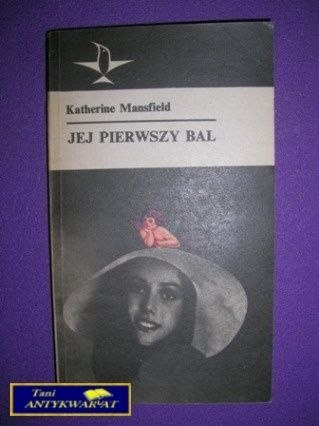 Katherine Mansfield
JEJ PIERWSZY BAL
Tani
ANTYKWARIAT